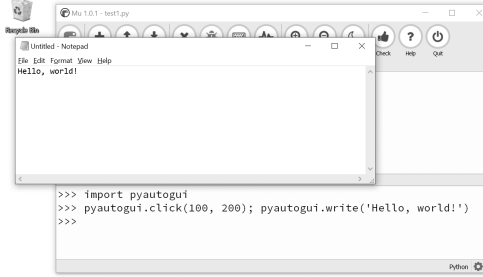 Recycle Bin
Mu 1.0.1 - test1.py
Untitled - Notepad
File Edit Format View Help
Hello, world!
Check Help Quit
>>> import pyautogui
>>> pyautogui.click(100, 200); pyautogui.write('Hello, world!')
>>>
Python